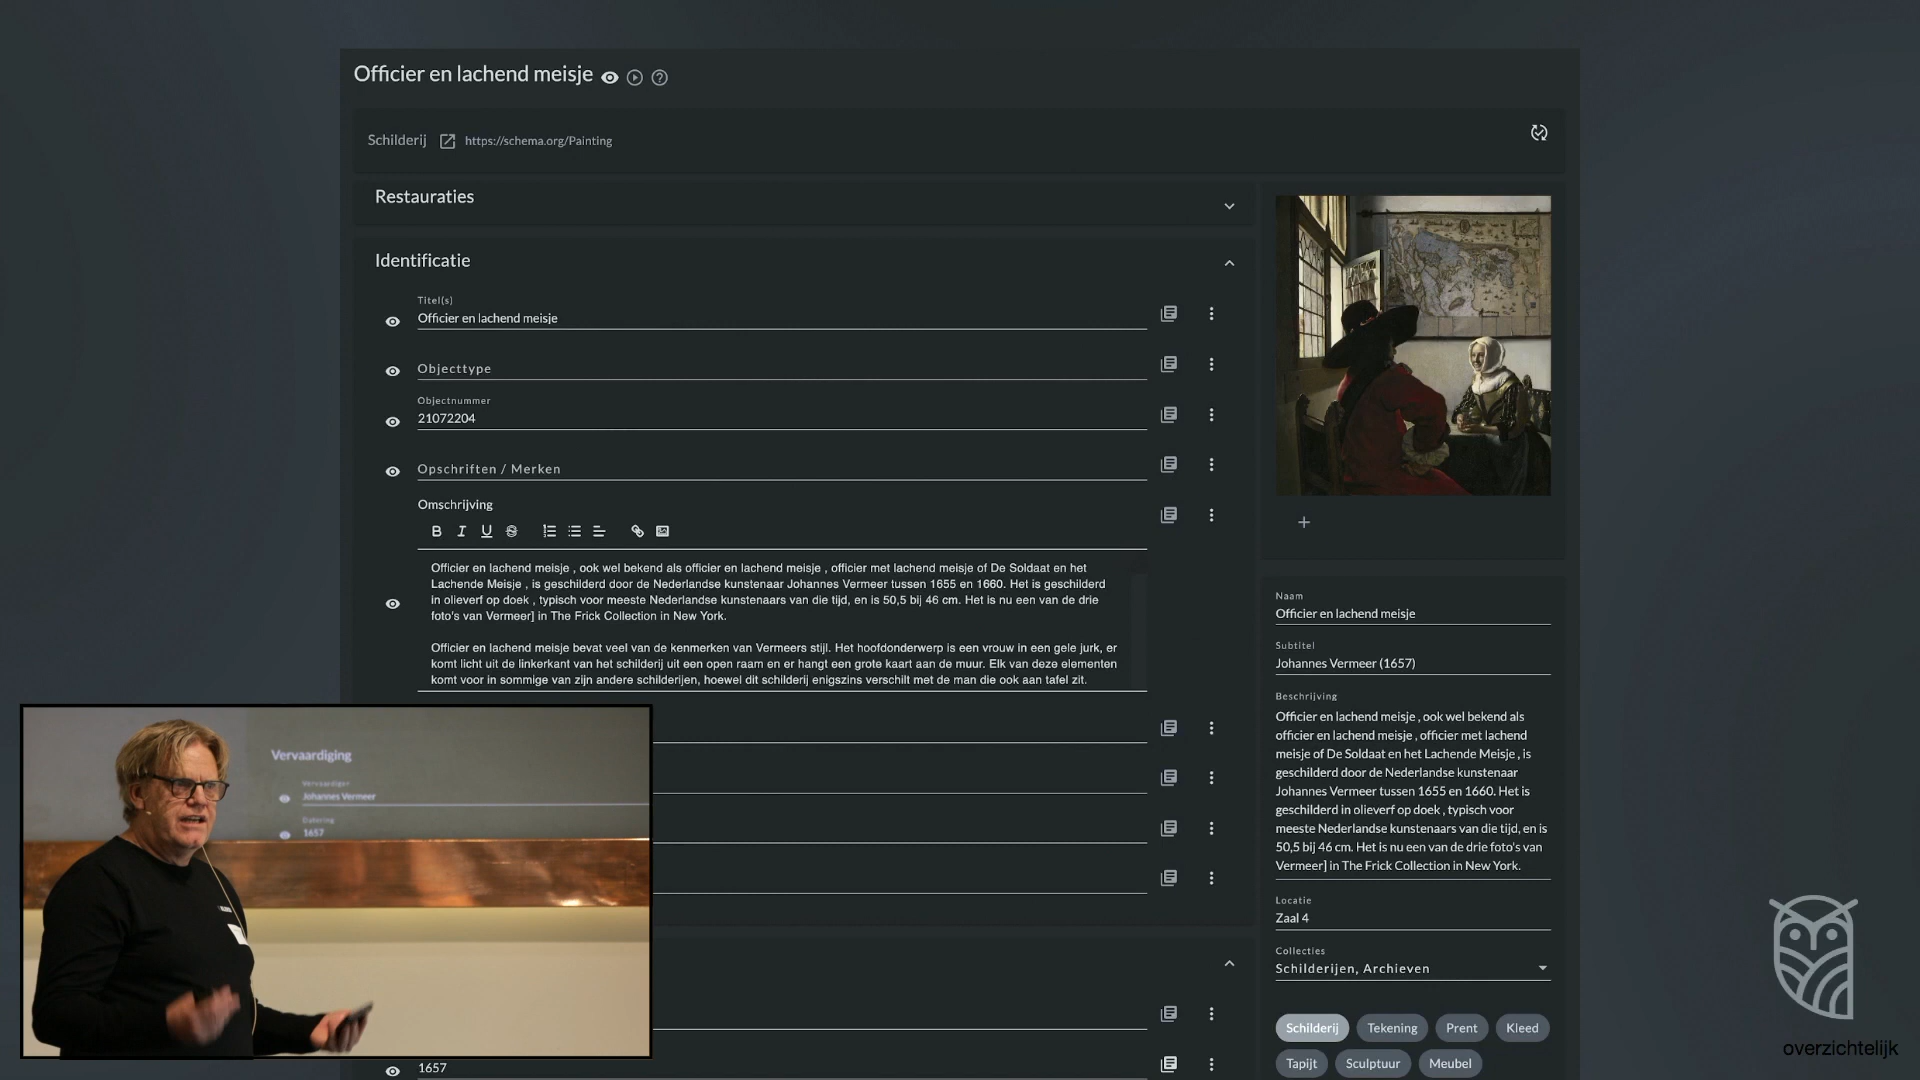 Officier en lachend meisje
Schilderij https://schema.org/Painting
Restauraties
Identificatie
Titel(s)
Officier en lachend meisje
Objecttype
Objectnummer
21072204
Opschriften / Merken
Omschrijving
Officier en lachend meisje , ook wel bekend als officier en lachend meisje , officier met lachend meisje of De Soldaat en het
Lachende Meisje , is geschilderd door de Nederlandse kunstenaar Johannes Vermeer tussen 1655 en 1660. Het is geschilderd
in olieverf op doek , typisch voor meeste Nederlandse kunstenaars van die tijd, en is 50,5 bij 46 cm. Het is nu een van de drie
foto's van Vermeer] in The Frick Collection in New York.
Officier en lachend meisje bevat veel van de kenmerken van Vermeers stijl. Het hoofdonderwerp is een vrouw in een gele jurk, er
komt licht uit de linkerkant van het schilderij uit een open raam en er hangt een grote kaart aan de muur. Elk van deze elementen
komt voor in sommige van zijn andere schilderijen, hoewel dit schilderij enigszins verschilt met de man die ook aan tafel zit.
1657
Vervaardiging
Vervaardiger
Johannes Vermeer
Datering
1657
Naam
Officier en lachend meisje
Subtitel
Johannes Vermeer (1657)
Beschrijving
Officier en lachend meisje , ook wel bekend als
officier en lachend meisje , officier met lachend
meisje of De Soldaat en het Lachende Meisje , is
geschilderd door de Nederlandse kunstenaar
Johannes Vermeer tussen 1655 en 1660. Het is
geschilderd in olieverf op doek , typisch voor
meeste Nederlandse kunstenaars van die tijd, en is
50,5 bij 46 cm. Het is nu een van de drie foto's van
Vermeer] in The Frick Collection in New York.
Locatie
Zaal 4
Collecties
Schilderijen, Archieven
Schilderij Tekening Prent Kleed
Tapijt Sculptuur Meubel
overzichtelijk